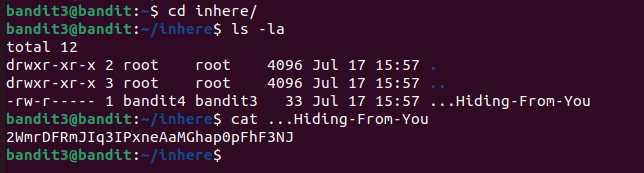 bandit3@bandit:~$ cd inhere/
bandit3@bandit:~/inhere$ ls -la
total 12
drwxr-xr-x 2 root    root    4096 Jul 17 15:57 .
drwxr-xr-x 3 root    root    4096 Jul 17 15:57 ..
-rw-r----- 1 bandit4 bandit3   33 Jul 17 15:57 ...Hiding-From-You
bandit3@bandit:~/inhere$ cat ...Hiding-From-You
2WmrDFRmJIq3IPxneAaMGhap0pFhF3NJ
bandit3@bandit:~/inhere$